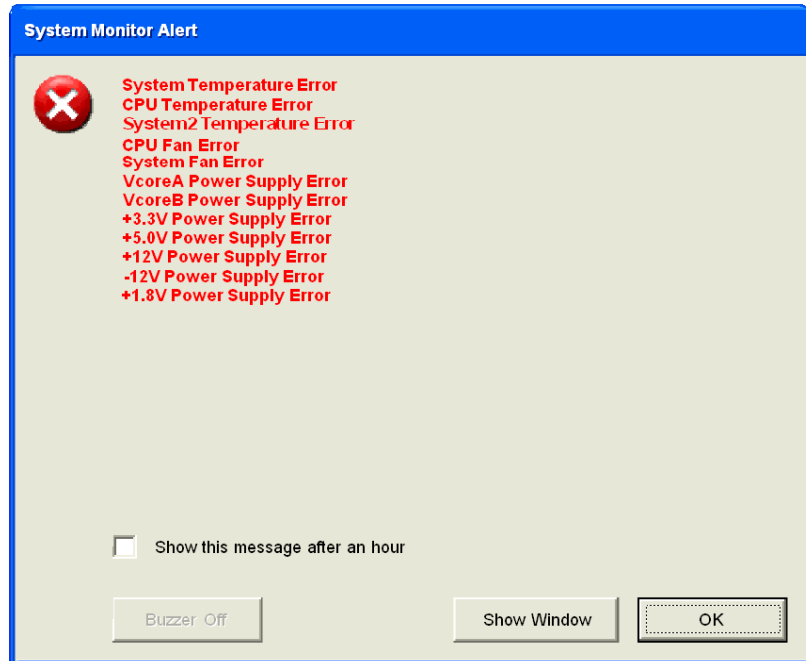 System Monitor Alert
System Temperature Error
CPU Temperature Error
System2 Temperature Error
CPU Fan Error
System Fan Error
VcoreA Power Supply Error
VcoreB Power Supply Error
+3.3V Power Supply Error
+5.0V Power Supply Error
+12V Power Supply Error
-12V Power Supply Error
+1.8V Power Supply Error
Show this message after an hour
Buzzer Off
Show Window
OK